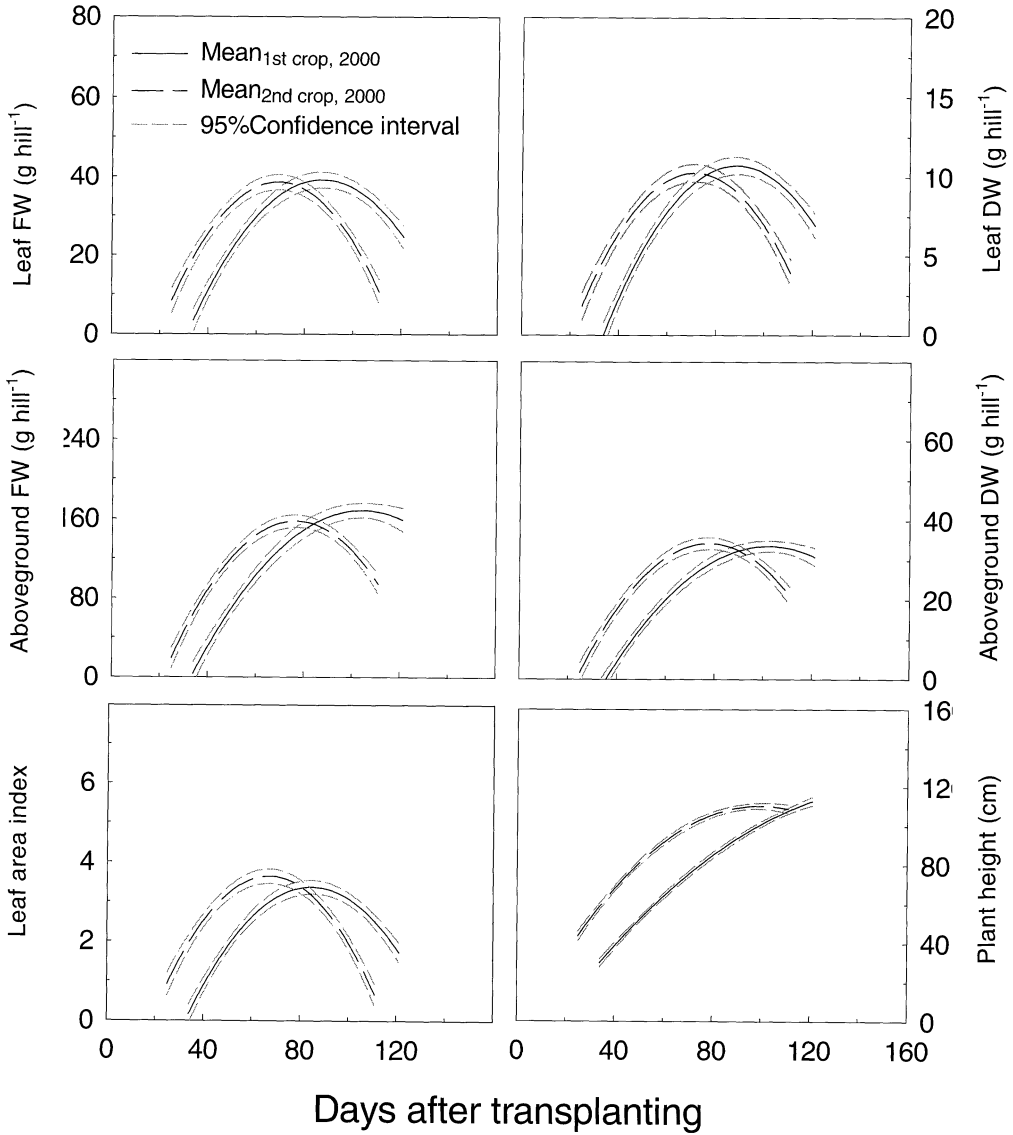 80
60
40
20
0
Leaf FW (g hill-1)
Mean1st crop, 2000
Mean2nd crop, 2000
95%Confidence interval
20
15
10
5
0
Leaf DW (g hill-1)
240
160
80
0
Aboveground FW (g hill-1)
60
40
20
0
Aboveground DW (g hill-1)
6
4
2
0
Leaf area index
16
12
80
40
0
Plant height (cm)
0 40 80 120
0 40 80 120 160
Days after transplanting